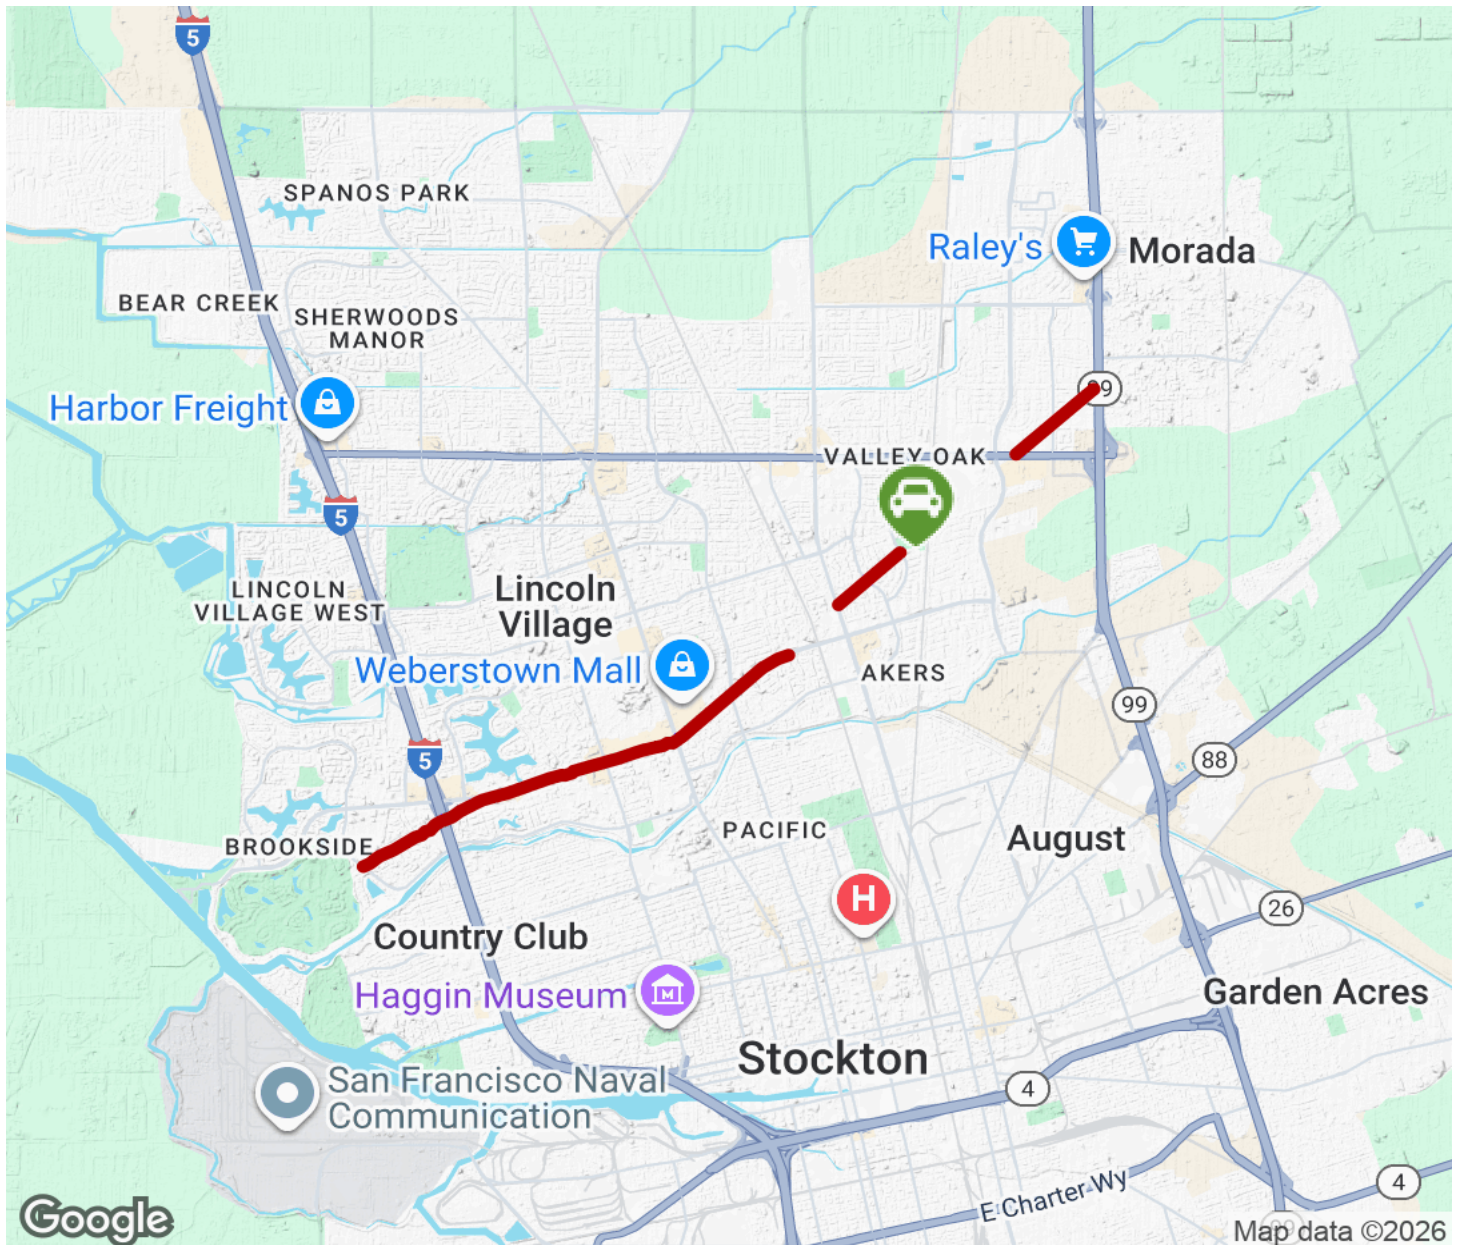 5
SPANOS PARK
Raley's
Morada
BEAR CREEK
SHERWOODS
MANOR
99
Harbor Freight
VALLEY OAK
5
LINCOLN
VILLAGE WEST
Lincoln
Village
Weberstown Mall
AKERS
99
5
88
BROOKSIDE
PACIFIC
August
H
26
Country Club
Haggin Museum
M
Garden Acres
Stockton
San Francisco Naval
Communication
4
E Charter Wy
4
Google
99
Map data ©2026